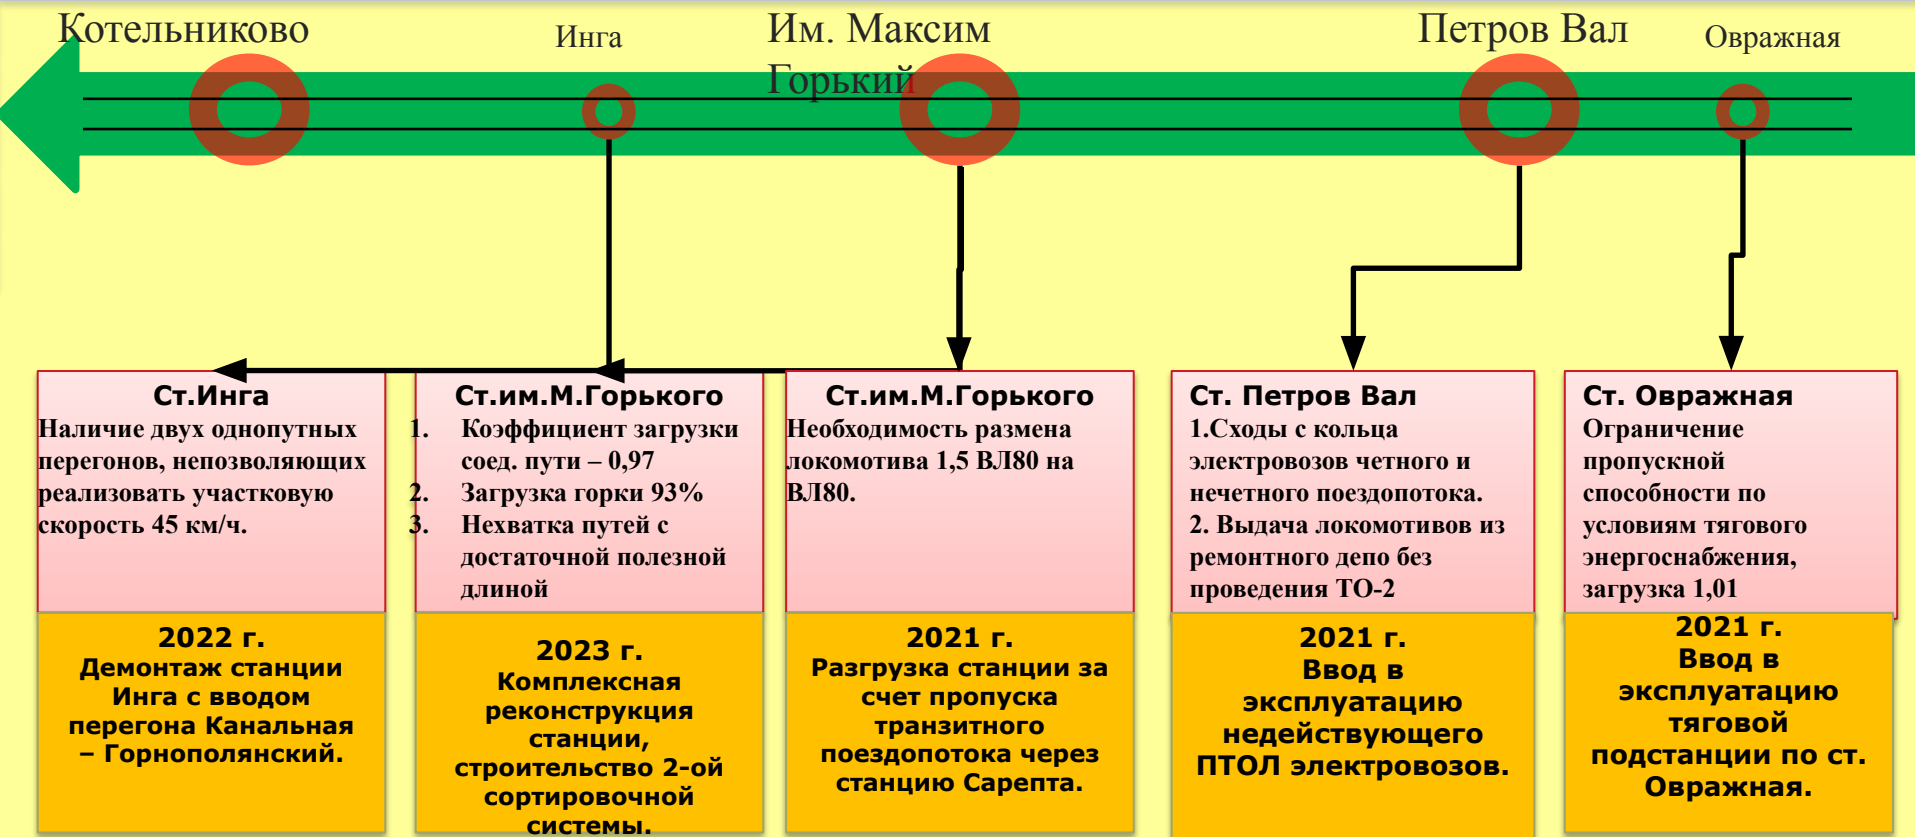 Котельниково
Инга
Им. Максим
Горький
Петров Вал
Овражная
Ст.Инга
Наличие двух однопутных
перегонов, непозволяющих
реализовать участковую
скорость 45 км/ч.
2022 г.
Демонтаж станции
Инга с вводом
перегона Канальная
– Горнополянский.
Ст.им.М.Горького
1. Коэффициент загрузки
соед. пути – 0,97
2. Загрузка горки 93%
3. Нехватка путей с
достаточной полезной
длиной
2023 г.
Комплексная
реконструкция
станции,
строительство 2-ой
сортировочной
системы.
Ст.им.М.Горького
Необходимость размена
локомотива 1,5 ВЛ80 на
ВЛ80.
2021 г.
Разгрузка станции за
счет пропуска
транзитного
поездопотока через
станцию Сарепта.
Ст. Петров Вал
1.Сходы с кольца
электровозов четного и
нечетного поездопотока.
2. Выдача локомотивов из
ремонтного депо без
проведения ТО-2
2021 г.
Ввод в
эксплуатацию
недействующего
ПТОЛ электровозов.
Ст. Овражная
Ограничение
пропускной
способности по
условиям тягового
энергоснабжения,
загрузка 1,01
2021 г.
Ввод в
эксплуатацию
тяговой
подстанции по ст.
Овражная.